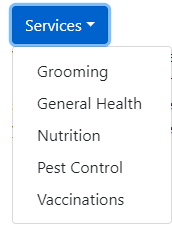 Services
Grooming
General Health
Nutrition
Pest Control
Vaccinations